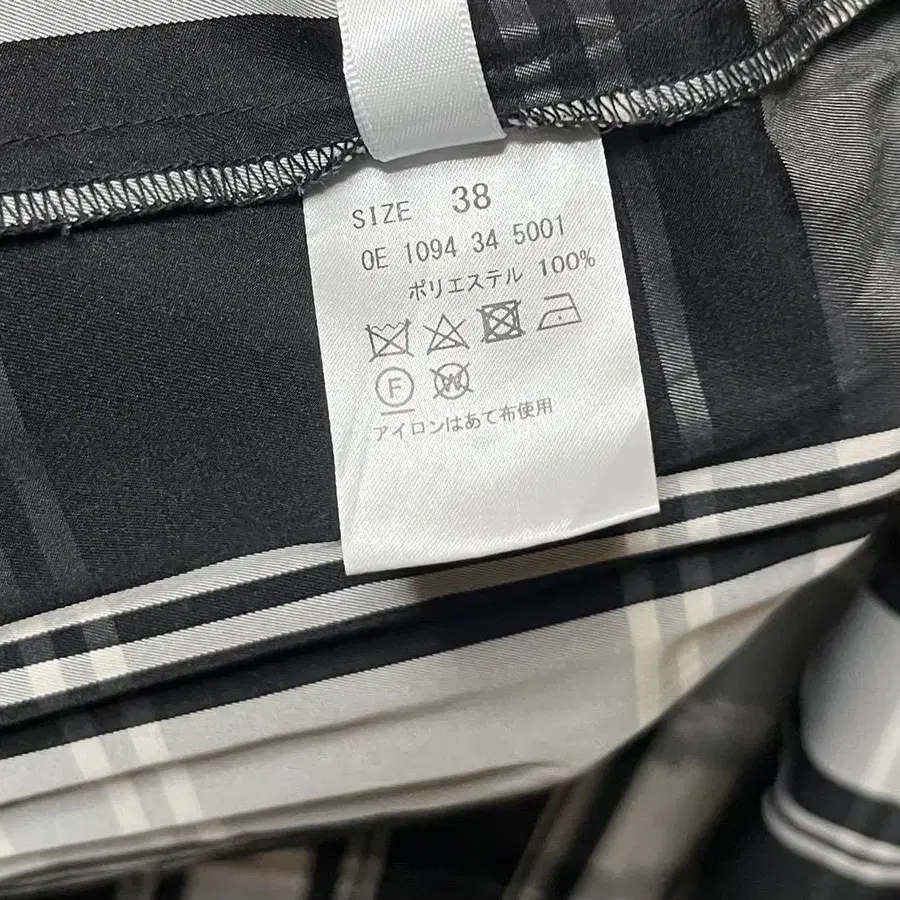 SIZE 38
OE 1094 34 5001
ポリエステル 100%
F W
アイロンはあて布使用